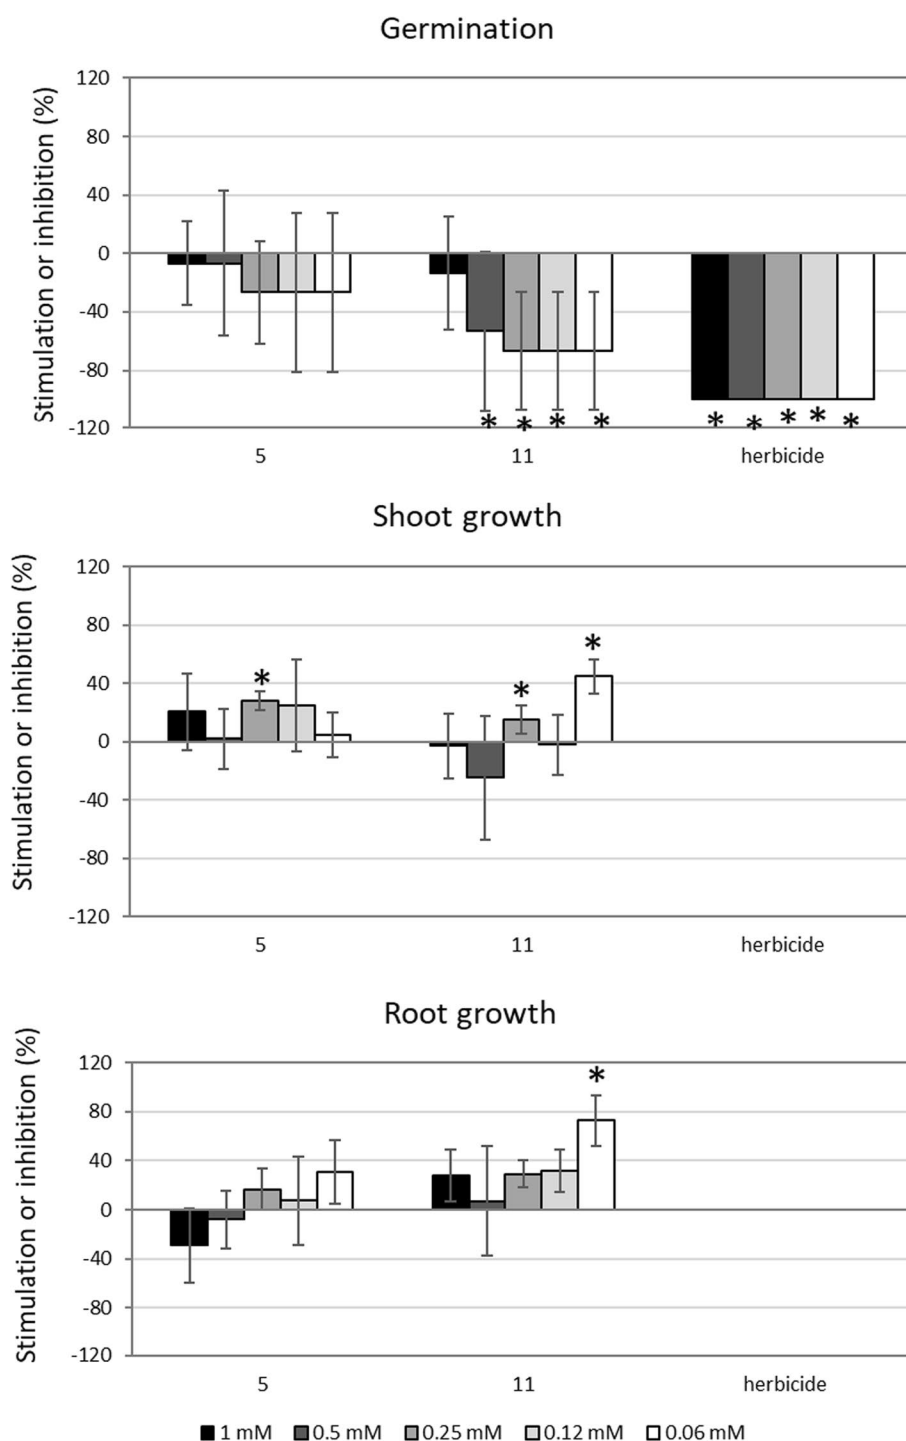 Germination
Stimulation or inhibition (%)
120
80
40
0
-40
-80
-120
* * * * * * * * *
5 11 herbicide
Shoot growth
Stimulation or inhibition (%)
120
80
40
0
-40
-80
-120
* * *
5 11 herbicide
Root growth
Stimulation or inhibition (%)
120
80
40
0
-40
-80
-120
*
5 11 herbicide
1 mM 0.5 mM 0.25 mM 0.12 mM 0.06 mM